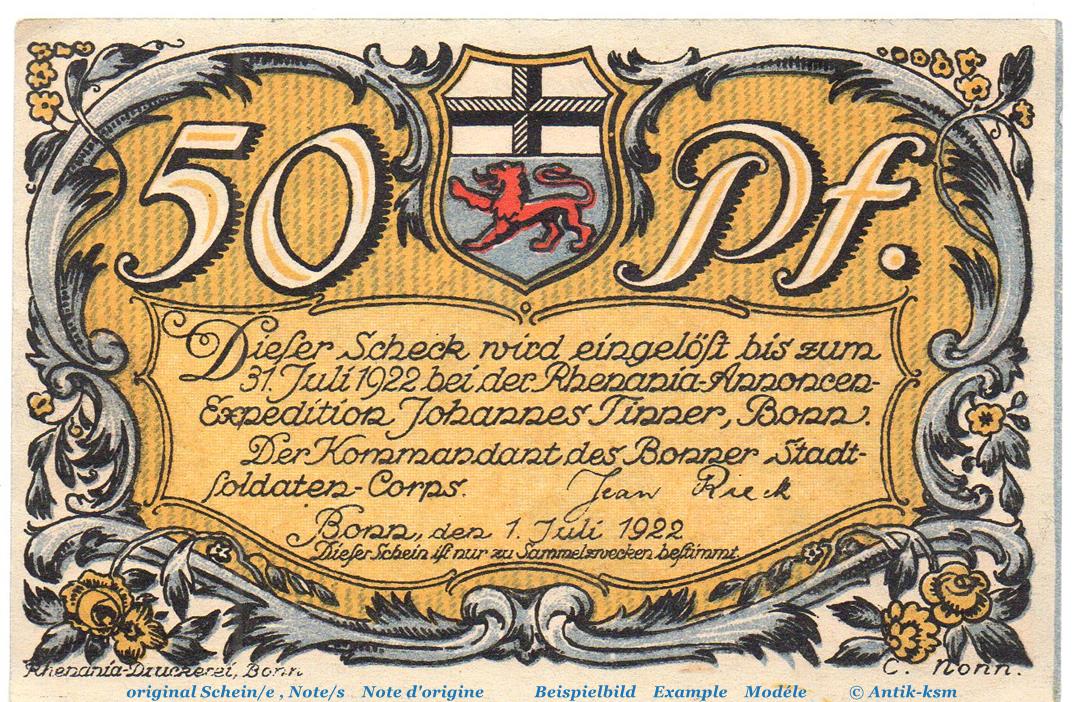 50 Pf.
Dieser Scheck wird eingelöst bis zum
31. Juli 1922 bei der Rhenania-Annoncen-
Expedition Johannes Tinner, Bonn.
Der Kommandant des Bonner Stadt-
soldaten-Corps. Jean Rieck
Bonn, den 1. Juli 1922
Dieser Schein ist nur zu Sammelzwecken bestimmt.
Rhenania-Druckerei, Bonn C. Nonn.
original Schein/e , Note/s Note d'origine Beispielbild Example Modéle © Antik-ksm